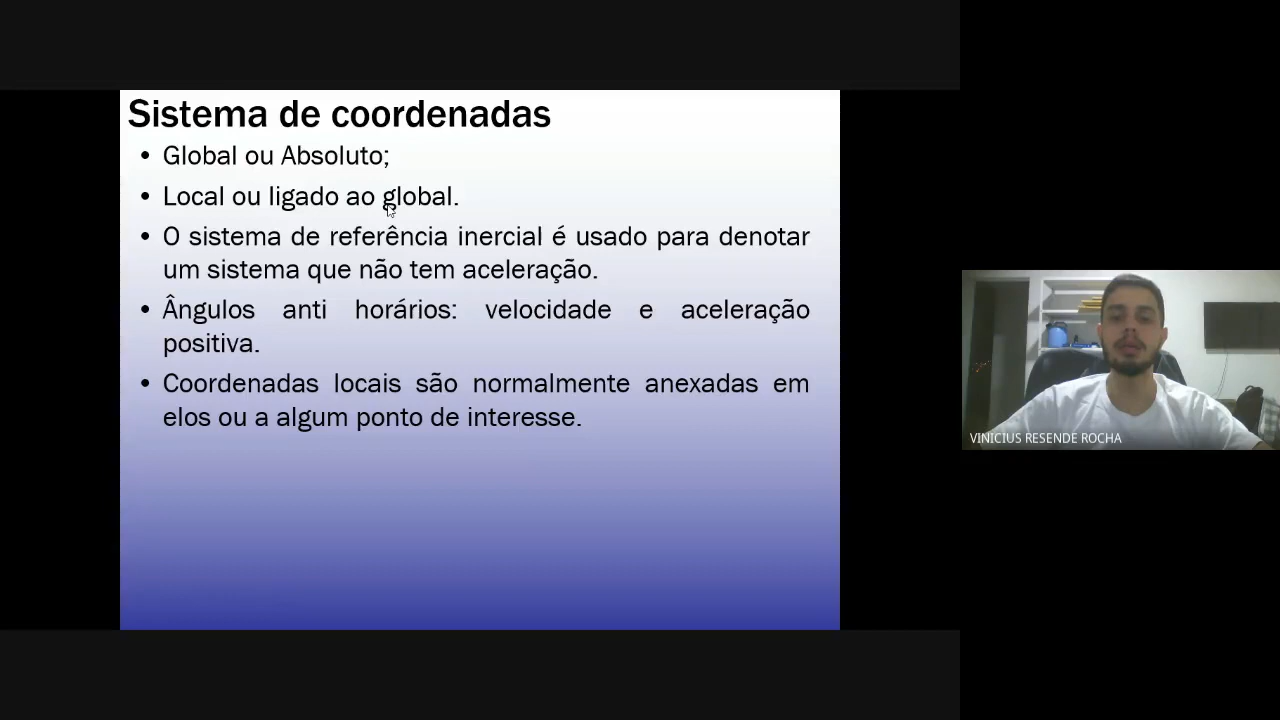 Sistema de coordenadas
• Global ou Absoluto;
• Local ou ligado ao global.
• O sistema de referência inercial é usado para denotar
um sistema que não tem aceleração.
• Ângulos anti horários: velocidade e aceleração
positiva.
• Coordenadas locais são normalmente anexadas em
elos ou a algum ponto de interesse.
VINICIUS RESENDE ROCHA